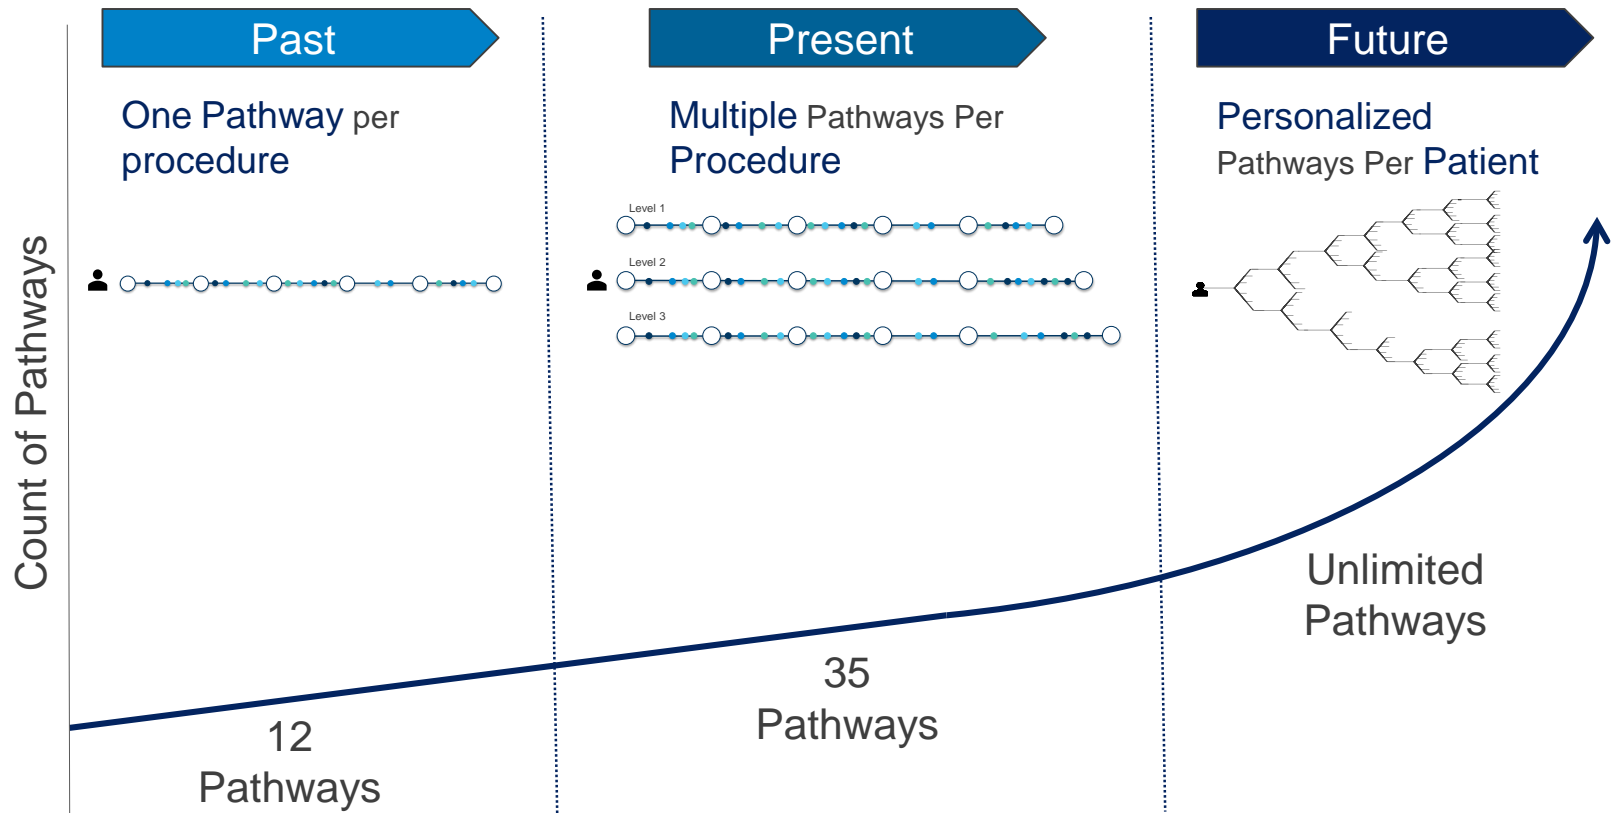 Past
Present
Future
One Pathway per
procedure
Multiple Pathways Per
Procedure
Personalized
Pathways Per Patient
Level 1
Level 2
Level 3
Count of Pathways
12
Pathways
35
Pathways
Unlimited
Pathways